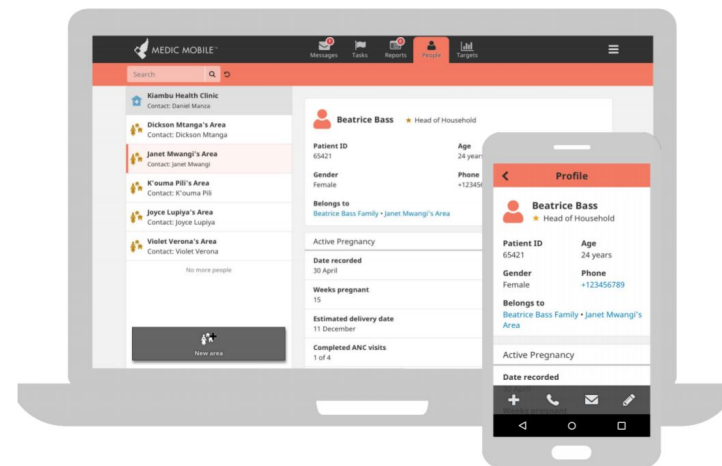 MEDIC MOBILE™
Messages
Tasks
Reports
People
Targets
Search
Kiambu Health Clinic
Contact: Daniel Manza
Dickson Mtanga's Area
Contact: Dickson Mtanga
Janet Mwangi's Area
Contact: Janet Mwangi
K'ouma Pili's Area
Contact: K'ouma Pili
Joyce Lupiya's Area
Contact: Joyce Lupiya
Violet Verona's Area
Contact: Violet Verona
No more people
New area
Beatrice Bass ★ Head of Household
Patient ID Age
65421 24 years
Gender Phone
Female +123456
Belongs to
Beatrice Bass Family • Janet Mwangi's Area
Active Pregnancy
Date recorded
30 April
Weeks pregnant
15
Estimated delivery date
11 December
Completed ANC visits
1 of 4
Profile
Beatrice Bass
★ Head of Household
Patient ID Age
65421 24 years
Gender Phone
Female +123456789
Belongs to
Beatrice Bass Family • Janet Mwangi's
Area
Active Pregnancy
Date recorded